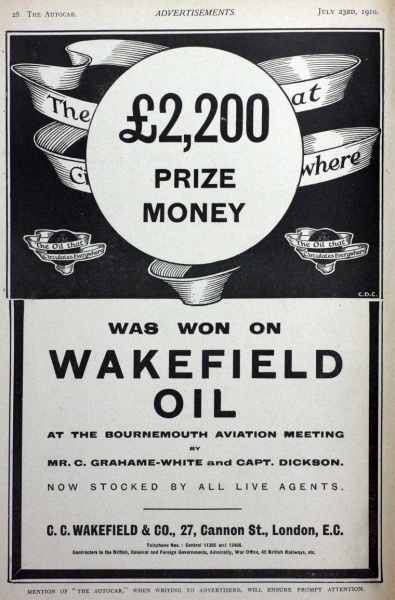 28 THE AUTOCAR. ADVERTISEMENTS. JULY 23RD, 1910.
The at
C where
£2,200
PRIZE
MONEY
The Oil that
Circulates Everywhere
The Oil that
Circulates Everywhere
C.D.C.
WAS WON ON
WAKEFIELD
OIL
AT THE BOURNEMOUTH AVIATION MEETING
BY
MR. C. GRAHAME-WHITE and CAPT. DICKSON.
NOW STOCKED BY ALL LIVE AGENTS.
C. C. WAKEFIELD & CO., 27, Cannon St., London, E.C.
Telephone Nos.: Central 11305 and 13466.
Contractors to the British, Colonial and Foreign Governments, Admiralty, War Office, 42 British Railways, etc.
MENTION OF "THE AUTOCAR," WHEN WRITING TO ADVERTISERS, WILL ENSURE PROMPT ATTENTION.